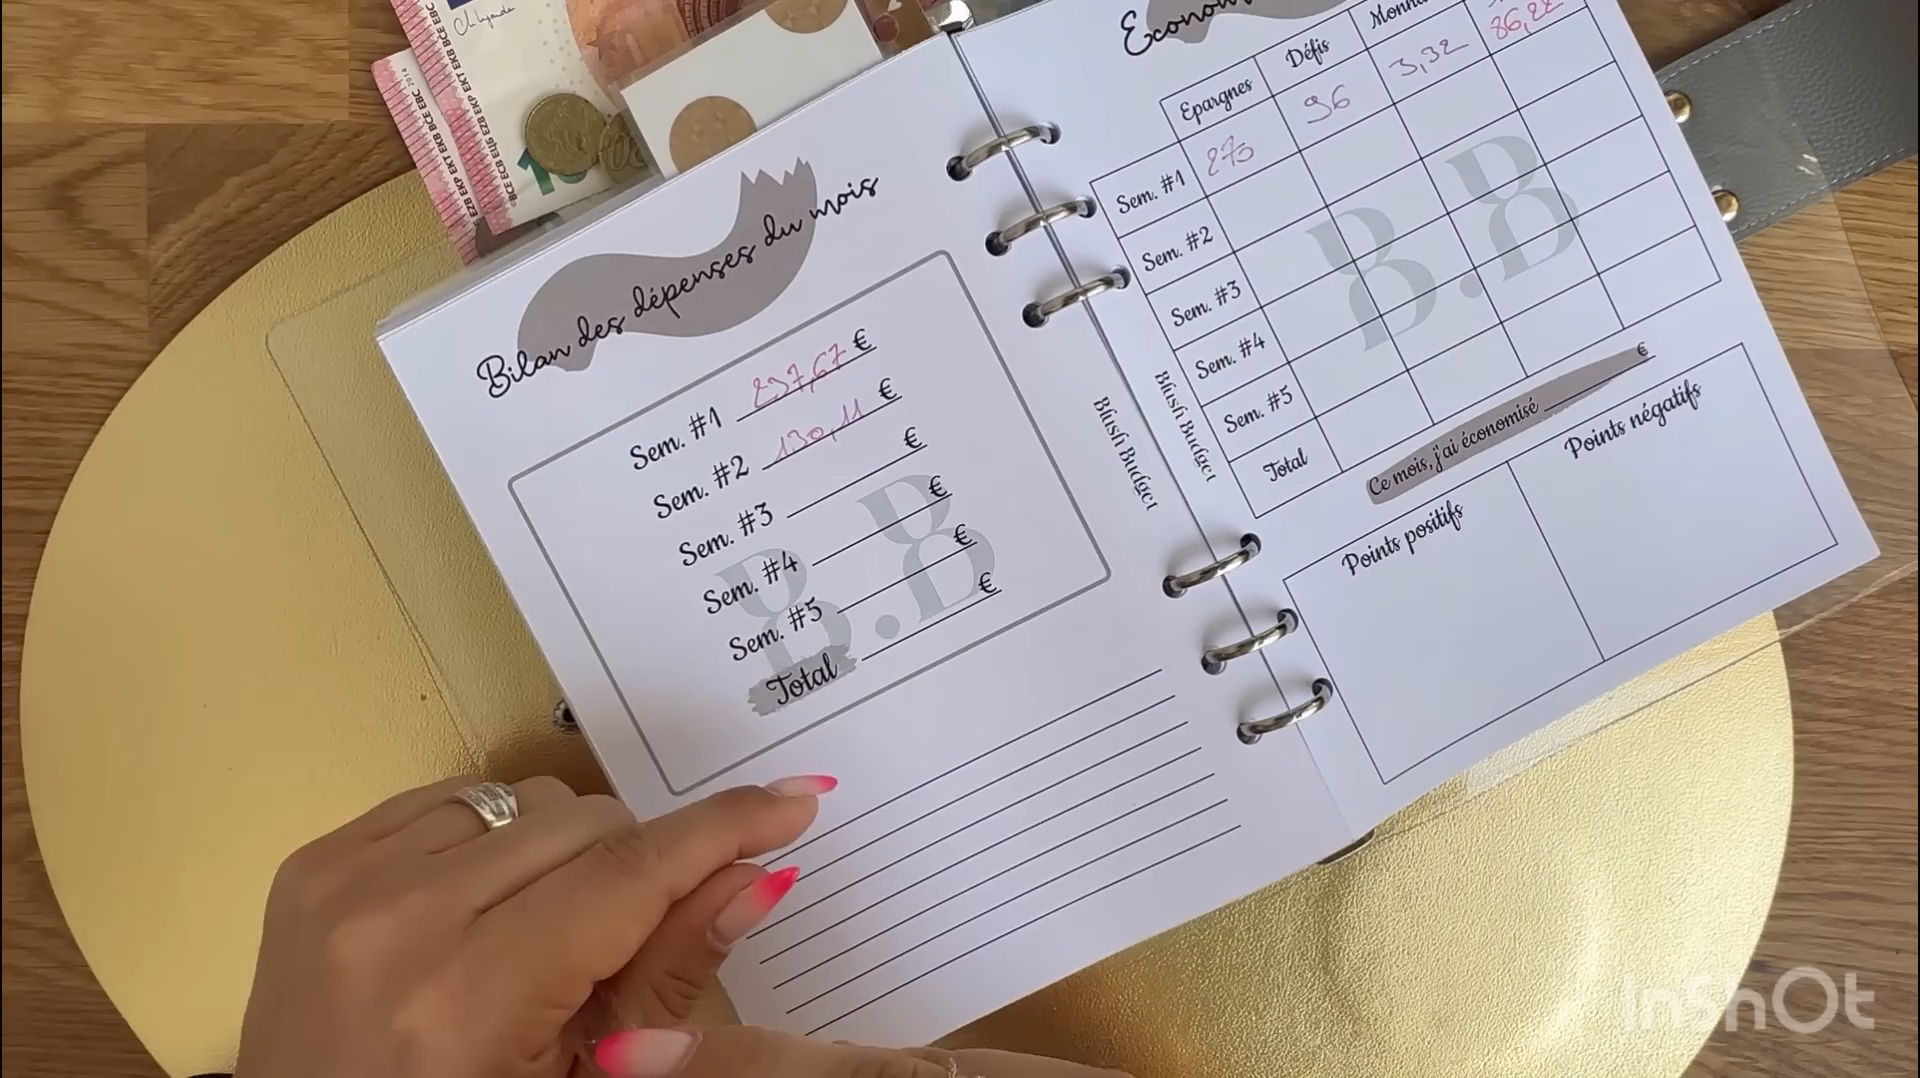 Bilan des dépenses du mois
Sem. #1 237,67 €
Sem. #2 130,11 €
Sem. #3 €
Sem. #4 €
Sem. #5 €
Total €
B.B
Blush Budget
Epargnes Défis
Sem. #1 270 96 3,32 86,22
Sem. #2
Sem. #3
Sem. #4
Sem. #5
Total
B.B
Ce mois, j'ai économisé €
Points positifs Points négatifs
Blush Budget
InShOt